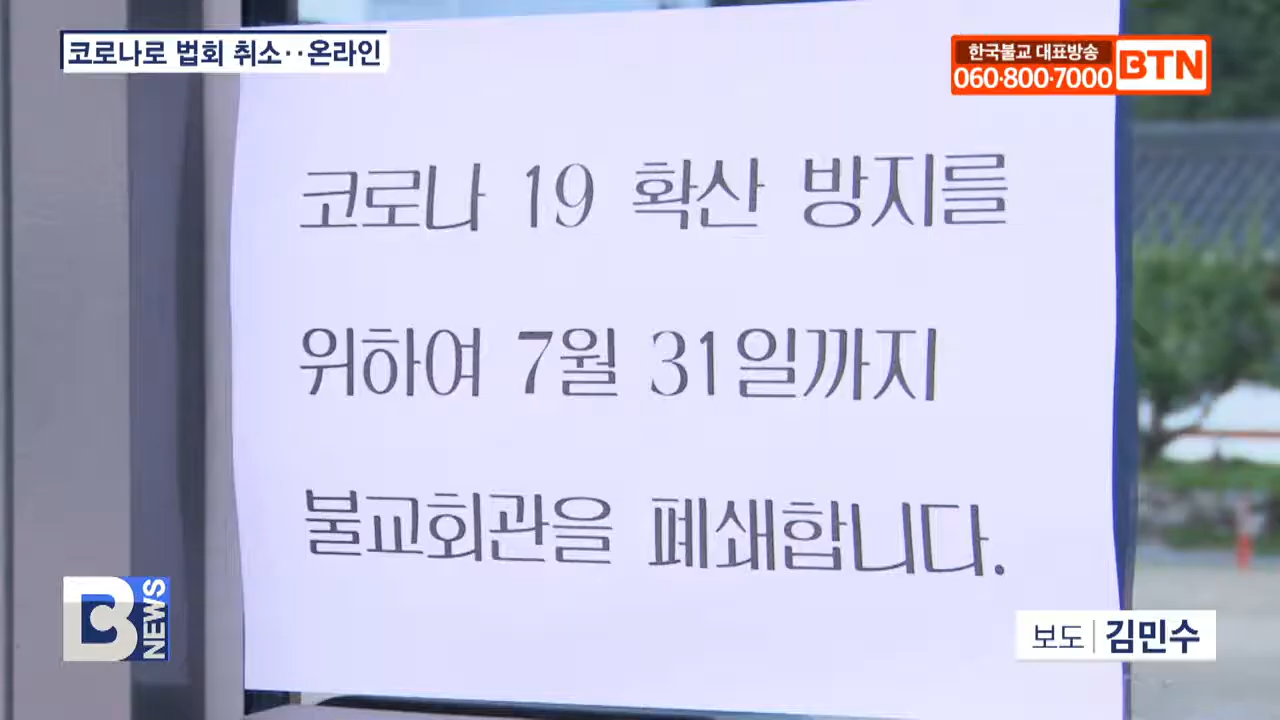 코로나로 법회 취소··온라인
한국불교 대표방송
060·800·7000
BTN
코로나 19 확산 방지를
위하여 7월 31일까지
불교회관을 폐쇄합니다.
B NEWS
보도 | 김민수